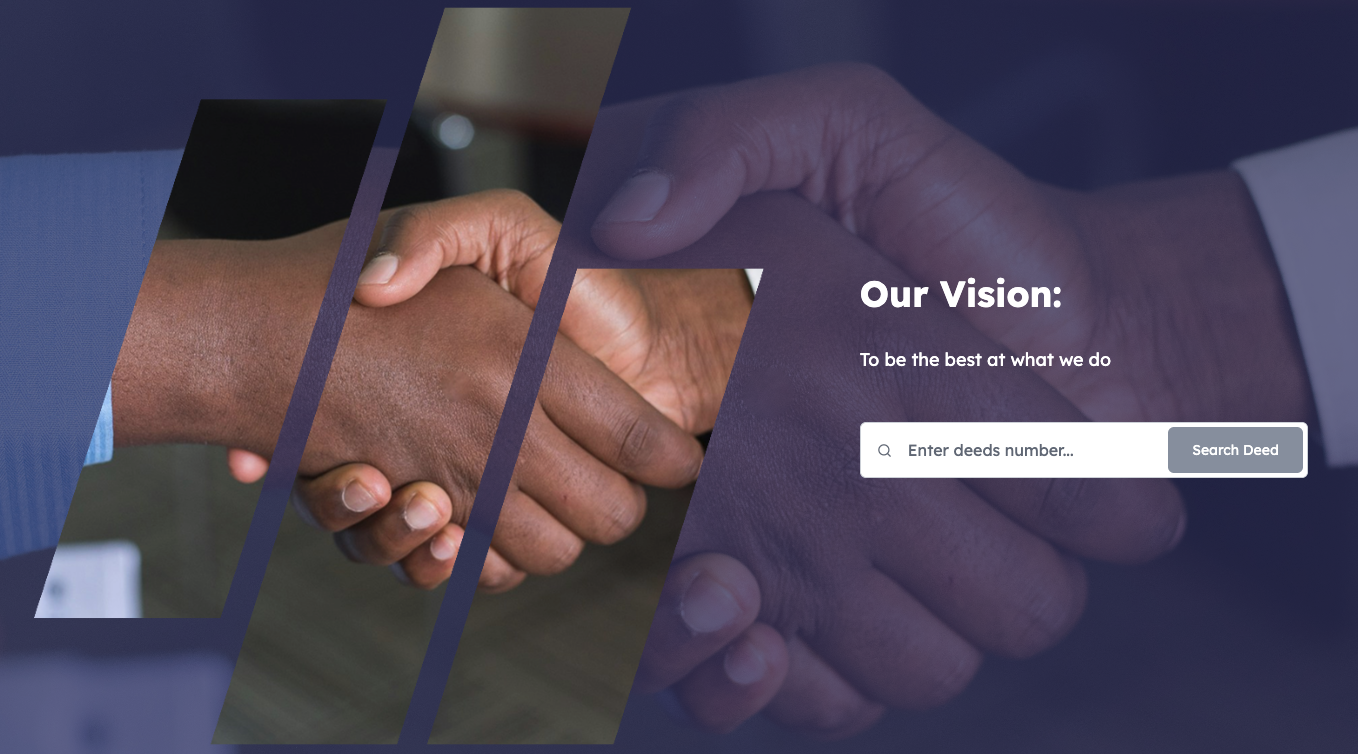 Our Vision:
To be the best at what we do
Enter deeds number...
Search Deed